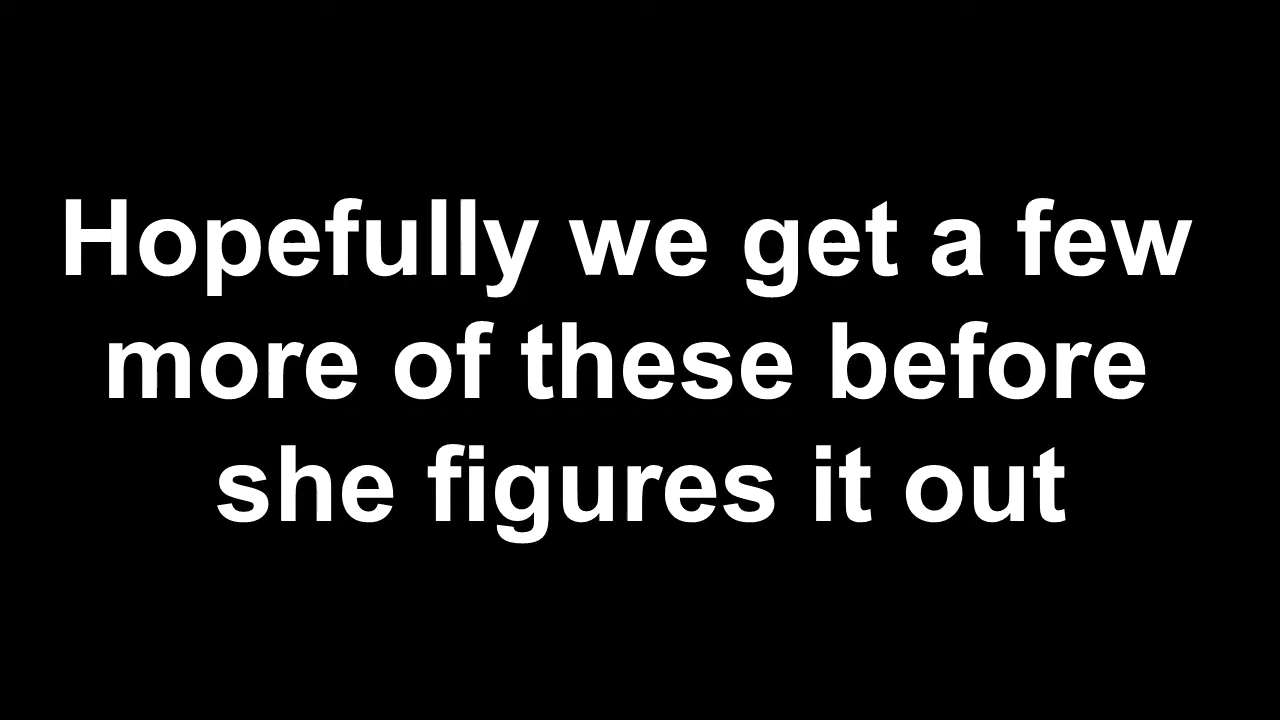 Hopefully we get a few
more of these before
she figures it out